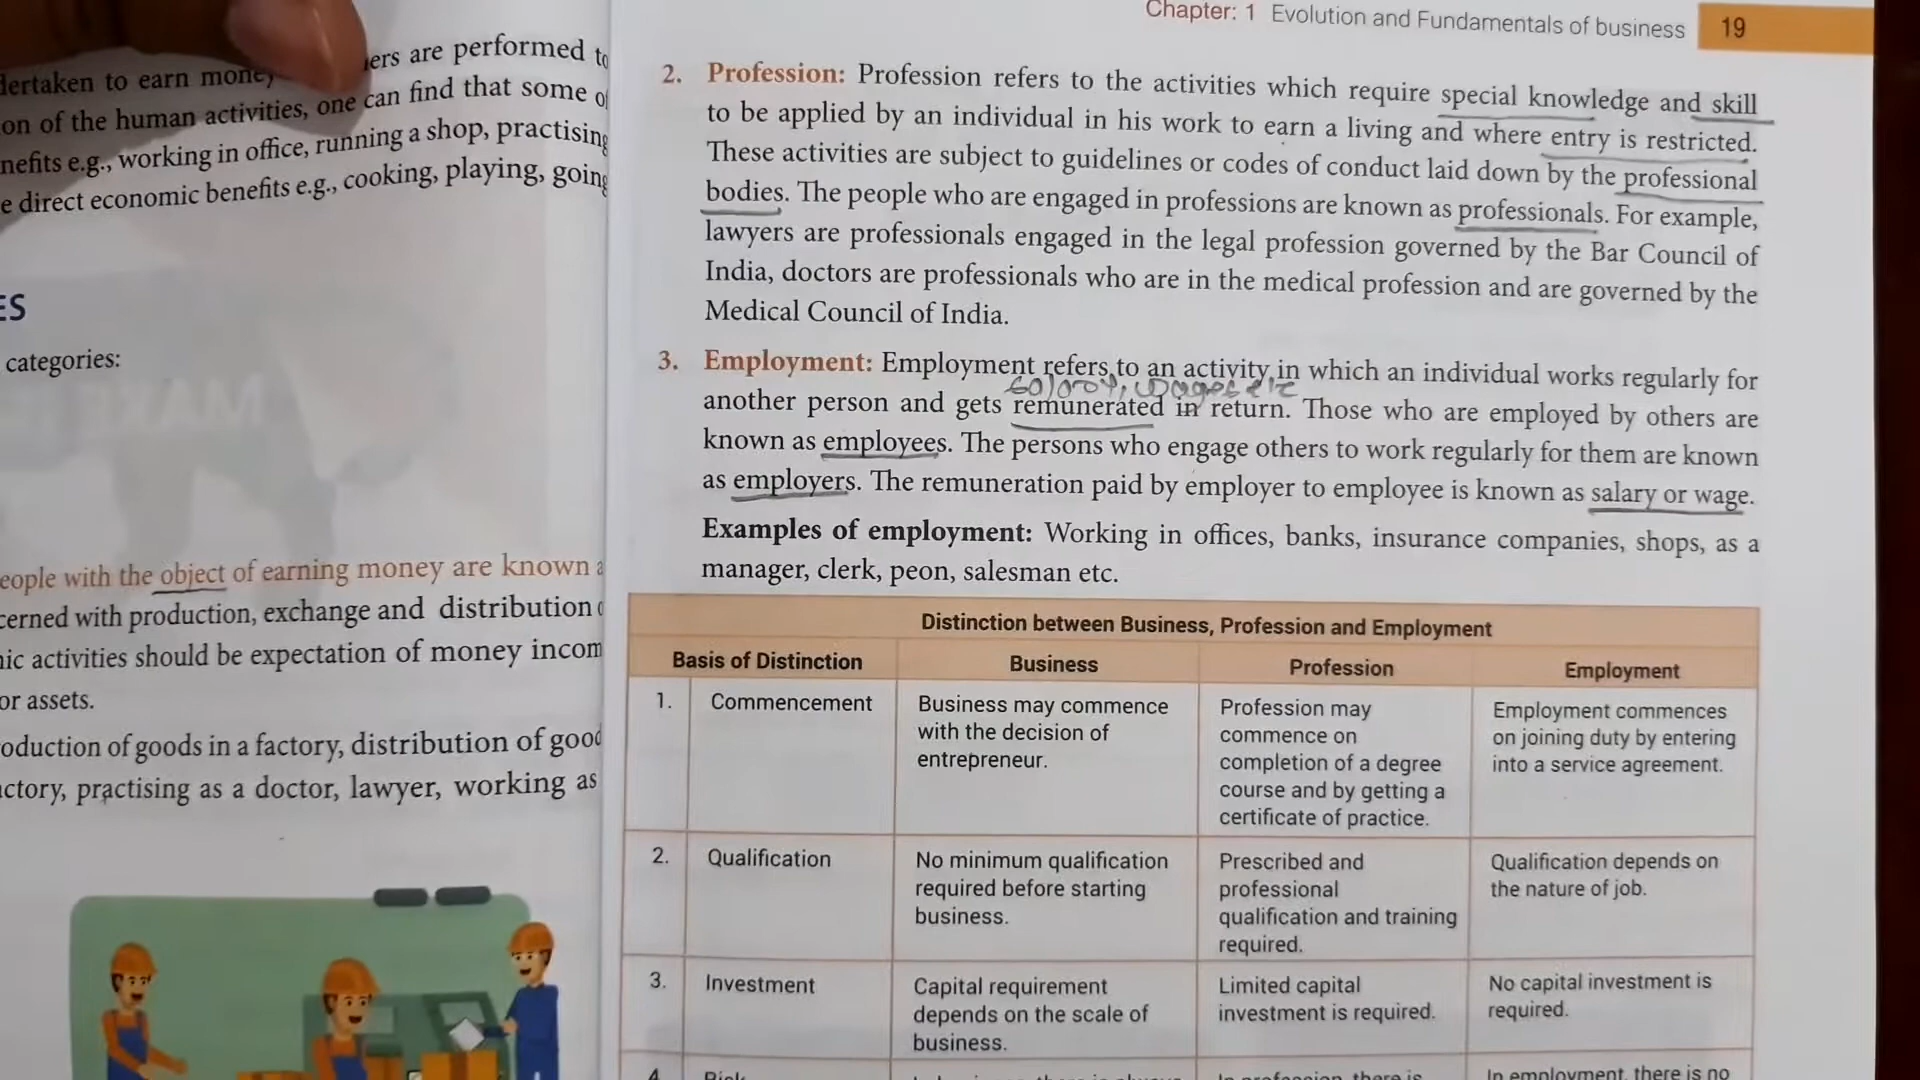 ers are performed to
dertaken to earn money
on of the human activities, one can find that some of
nefits e.g., working in office, running a shop, practising
e direct economic benefits e.g., cooking, playing, going
ES
categories:
eople with the object of earning money are known a
cerned with production, exchange and distribution o
nic activities should be expectation of money incom
or assets.
oduction of goods in a factory, distribution of good
actory, practising as a doctor, lawyer, working as
Chapter: 1 Evolution and Fundamentals of business 19
2. Profession: Profession refers to the activities which require special knowledge and skill
to be applied by an individual in his work to earn a living and where entry is restricted.
These activities are subject to guidelines or codes of conduct laid down by the professional
bodies. The people who are engaged in professions are known as professionals. For example,
lawyers are professionals engaged in the legal profession governed by the Bar Council of
India, doctors are professionals who are in the medical profession and are governed by the
Medical Council of India.
3. Employment: Employment refers to an activity in which an individual works regularly for
salary, wages etc
another person and gets remunerated in return. Those who are employed by others are
known as employees. The persons who engage others to work regularly for them are known
as employers. The remuneration paid by employer to employee is known as salary or wage.
Examples of employment: Working in offices, banks, insurance companies, shops, as a
manager, clerk, peon, salesman etc.
Distinction between Business, Profession and Employment
Basis of Distinction Business Profession Employment
1. Commencement
Business may commence
with the decision of
entrepreneur.
Profession may
commence on
completion of a degree
course and by getting a
certificate of practice.
Employment commences
on joining duty by entering
into a service agreement.
2. Qualification
No minimum qualification
required before starting
business.
Prescribed and
professional
qualification and training
required.
Qualification depends on
the nature of job.
3. Investment
Capital requirement
depends on the scale of
business.
Limited capital
investment is required.
No capital investment is
required.
4. Risk
In profession, there is
In employment, there is no